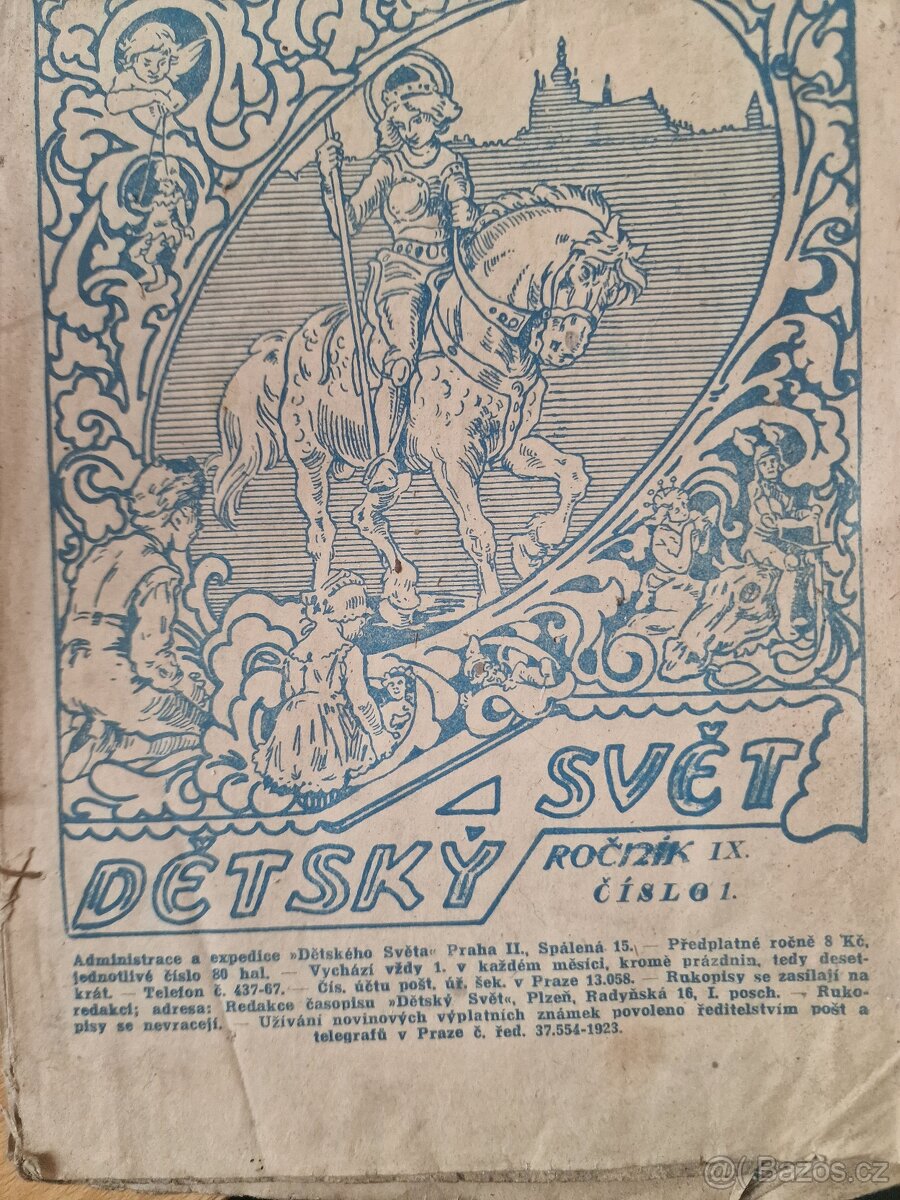 SVĚT
DĚTSKÝ
ROČNÍK IX.
ČÍSLO 1.
Administrace a expedice »Dětského Světa« Praha II., Spálená 15. — Předplatné ročně 8 Kč,
jednotlivé číslo 80 hal. — Vychází vždy 1. v každém měsíci, kromě prázdnin, tedy deset-
krát. — Telefon č. 437-67. — Čís. účtu pošt. úř. šek. v Praze 13.058. — Rukopisy se zasílají na
redakci; adresa: Redakce časopisu »Dětský Svět«, Plzeň, Radyňská 16, I. posch. — Ruko-
pisy se nevracejí. — Užívání novinových výplatních známek povoleno ředitelstvím pošt a
telegrafů v Praze č. řed. 37.554-1923.
@ Bazoš.cz